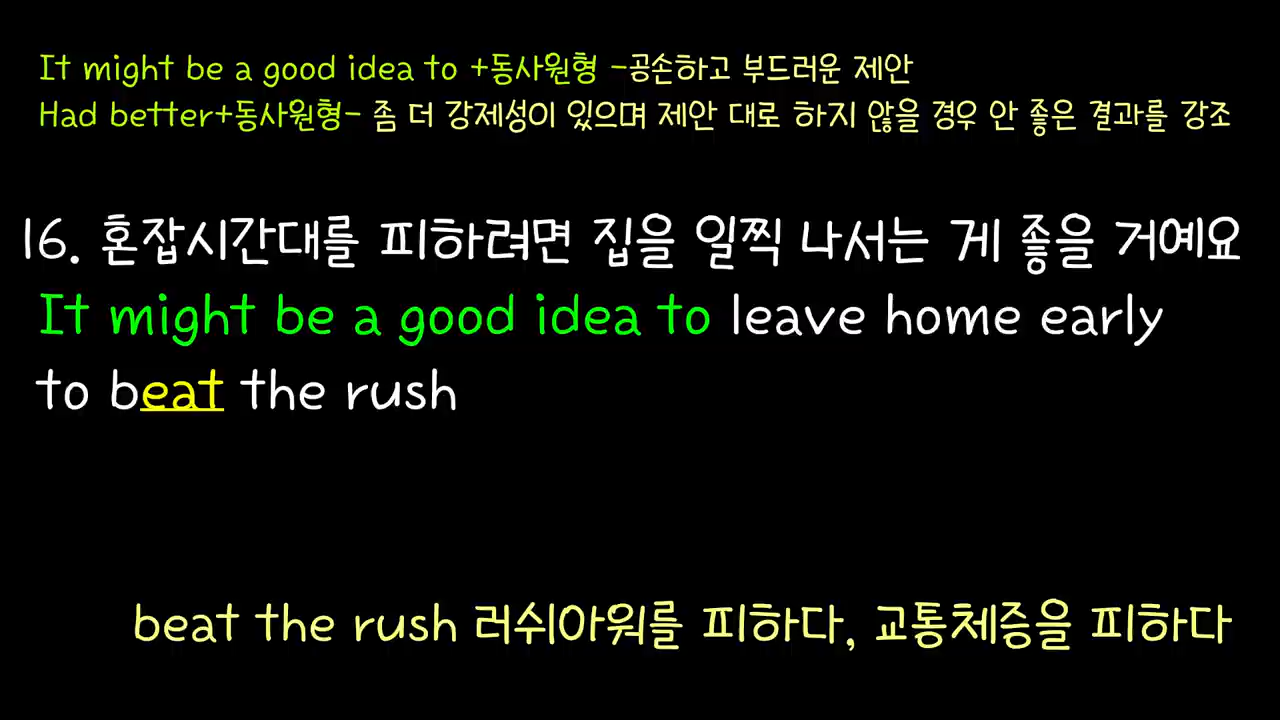 It might be a good idea to +동사원형 -공손하고 부드러운 제안
Had better+동사원형- 좀 더 강제성이 있으며 제안 대로 하지 않을 경우 안 좋은 결과를 강조
16. 혼잡시간대를 피하려면 집을 일찍 나서는 게 좋을 거예요
It might be a good idea to leave home early
to beat the rush
beat the rush 러쉬아워를 피하다, 교통체증을 피하다